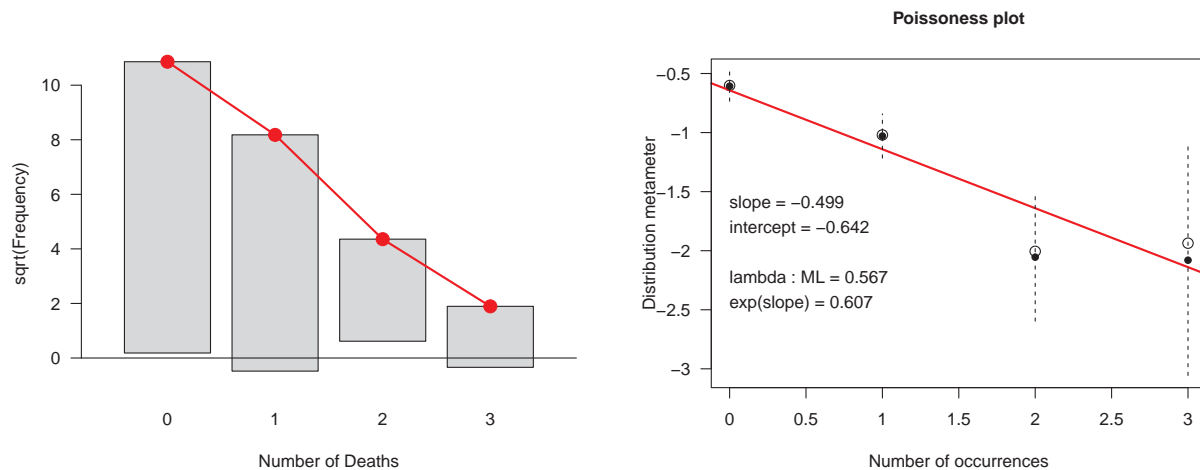 sqrt(Frequency)
10
8
6
4
2
0
0 1 2 3
Number of Deaths
Poissoness plot
Distribution metameter
−0.5
−1
−1.5
−2
−2.5
−3
slope = −0.499
intercept = −0.642
lambda : ML = 0.567
exp(slope) = 0.607
0 0.5 1 1.5 2 2.5 3
Number of occurrences